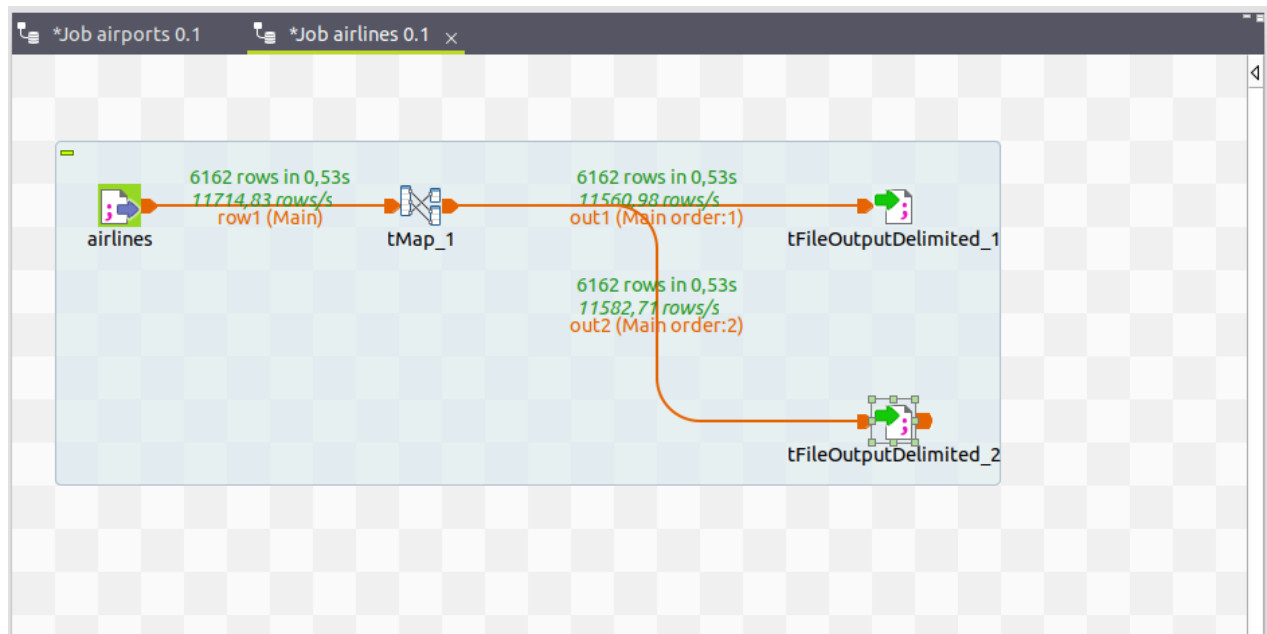 *Job airports 0.1
*Job airlines 0.1
6162 rows in 0,53s
11714,83 rows/s
row1 (Main)
6162 rows in 0,53s
11560,98 rows/s
out1 (Main order:1)
airlines
tMap_1
tFileOutputDelimited_1
6162 rows in 0,53s
11582,71 rows/s
out2 (Main order:2)
tFileOutputDelimited_2